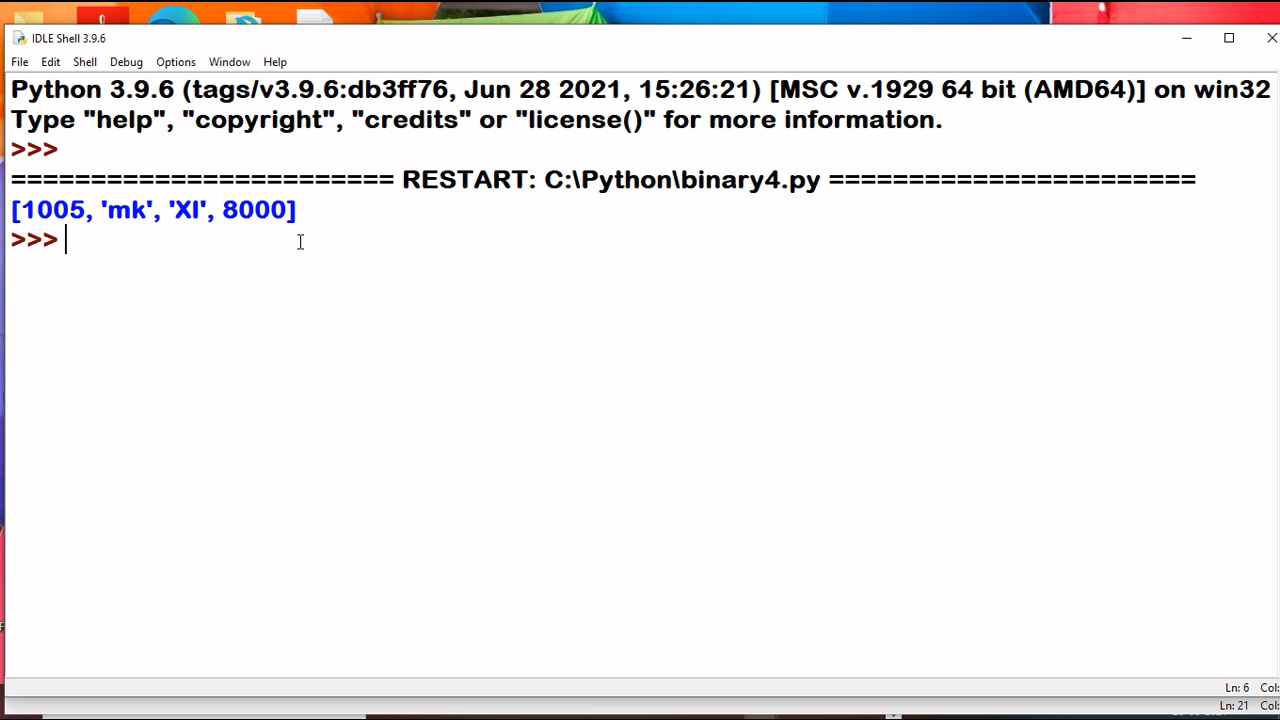 IDLE Shell 3.9.6
File Edit Shell Debug Options Window Help
Python 3.9.6 (tags/v3.9.6:db3ff76, Jun 28 2021, 15:26:21) [MSC v.1929 64 bit (AMD64)] on win32
Type "help", "copyright", "credits" or "license()" for more information.
>>>
======================== RESTART: C:\Python\binary4.py =======================
[1005, 'mk', 'XI', 8000]
>>>
Ln: 6 Col:
Ln: 21 Col: